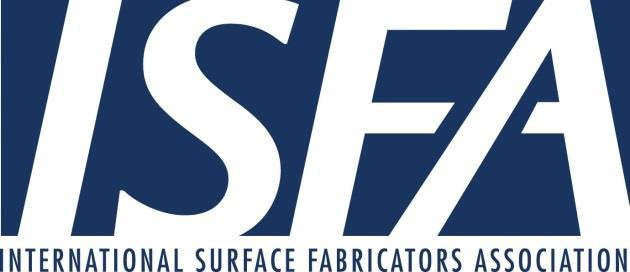 ISFA
INTERNATIONAL SURFACE FABRICATORS ASSOCIATION